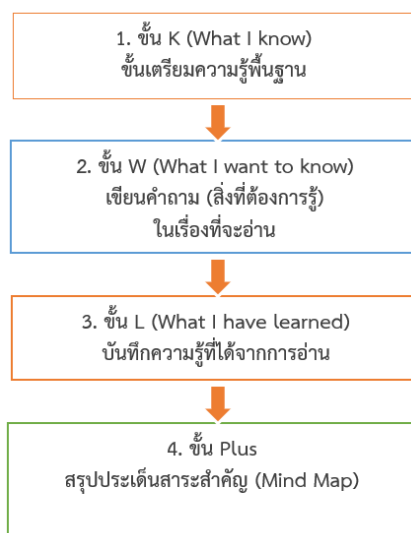 1. ขั้น K (What I know)
ขั้นเตรียมความรู้พื้นฐาน
2. ขั้น W (What I want to know)
เขียนคำถาม (สิ่งที่ต้องการรู้)
ในเรื่องที่จะอ่าน
3. ขั้น L (What I have learned)
บันทึกความรู้ที่ได้จากการอ่าน
4. ขั้น Plus
สรุปประเด็นสาระสำคัญ (Mind Map)